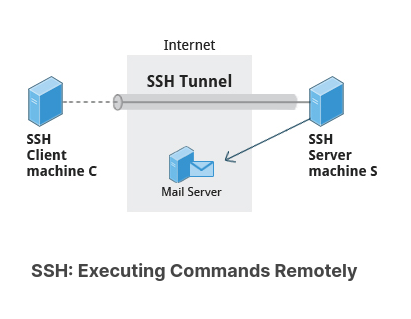 Internet
SSH Tunnel
SSH
Client
machine C
SSH
Server
machine S
Mail Server
SSH: Executing Commands Remotely